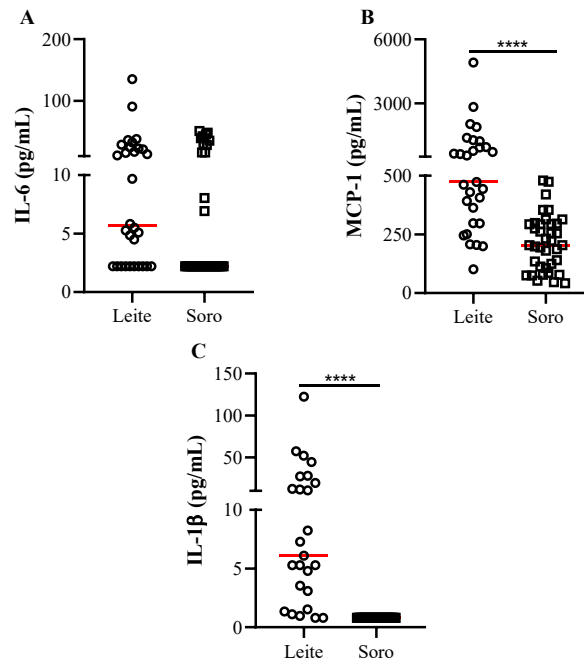 A
IL-6 (pg/mL)
200
100
10
5
0
Leite Soro
B
MCP-1 (pg/mL)
****
6000
3000
500
250
0
Leite Soro
C
IL-1β (pg/mL)
****
150
100
50
10
5
0
Leite Soro